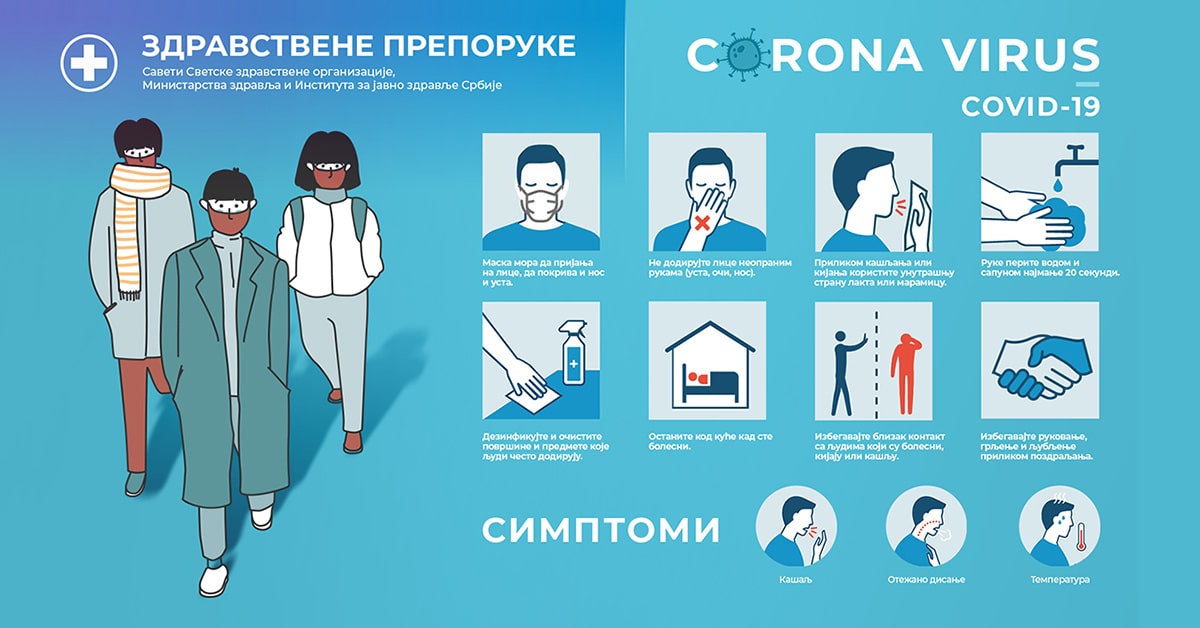 ЗДРАВСТВЕНЕ ПРЕПОРУКЕ
Савети Светске здравствене организације,
Министарства здравља и Института за јавно здравље Србије
CORONA VIRUS
COVID-19
Маска мора да пријања
на лице, да покрива и нос
и уста.
Не додирујте лице неопраним
рукама (уста, очи, нос).
Приликом кашљања или
кијања користите унутрашњу
страну лакта или марамицу.
Руке перите водом и
сапуном најмање 20 секунди.
Дезинфикујте и очистите
површине и предмете које
људи често додирују.
Останите код куће кад сте
болесни.
Избегавајте близак контакт
са људима који су болесни,
кијају или кашљу.
Избегавајте руковање,
грљење и љубљење
приликом поздраљања.
СИМПТОМИ
Кашаљ
Отежано дисање
Температура